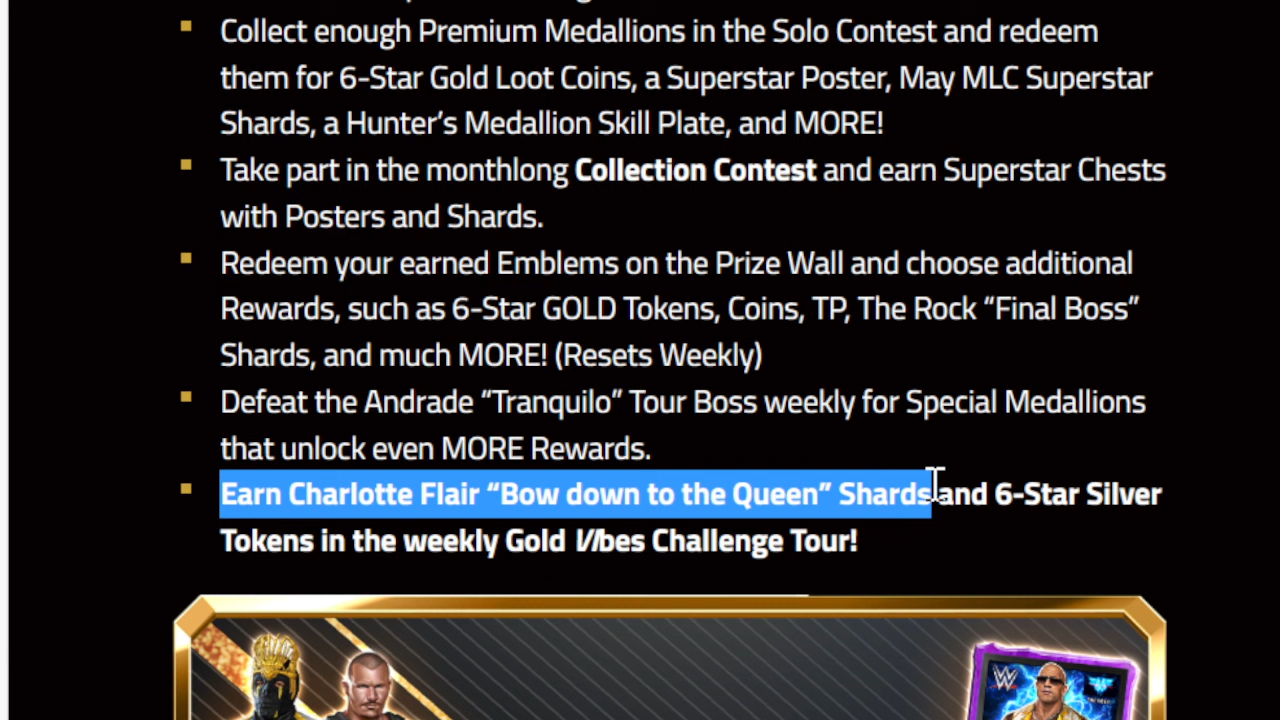 Collect enough Premium Medallions in the Solo Contest and redeem
them for 6-Star Gold Loot Coins, a Superstar Poster, May MLC Superstar
Shards, a Hunter’s Medallion Skill Plate, and MORE!
Take part in the monthlong Collection Contest and earn Superstar Chests
with Posters and Shards.
Redeem your earned Emblems on the Prize Wall and choose additional
Rewards, such as 6-Star GOLD Tokens, Coins, TP, The Rock “Final Boss”
Shards, and much MORE! (Resets Weekly)
Defeat the Andrade “Tranquilo” Tour Boss weekly for Special Medallions
that unlock even MORE Rewards.
Earn Charlotte Flair “Bow down to the Queen” Shards and 6-Star Silver
Tokens in the weekly Gold VIbes Challenge Tour!
W